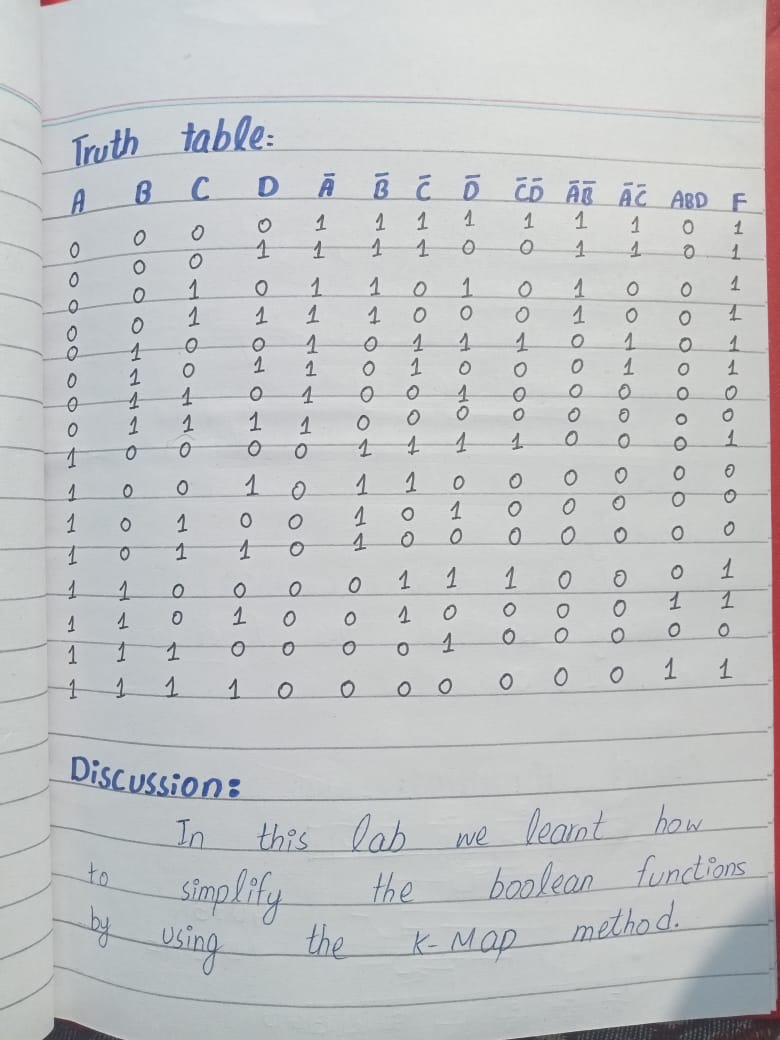 Truth table:
A B C D Ā B̄ C̄ D̄ C̄D̄ ĀB̄ ĀC̄ ABD F
0 0 0 0 1 1 1 1 1 1 1 0 1
0 0 0 1 1 1 1 0 0 1 1 0 1
0 0 1 0 1 1 0 1 0 1 0 0 1
0 0 1 1 1 1 0 0 0 1 0 0 1
0 1 0 0 1 0 1 1 1 0 1 0 1
0 1 0 1 1 0 1 0 0 0 1 0 1
0 1 1 0 1 0 0 1 0 0 0 0 0
0 1 1 1 1 0 0 0 0 0 0 0 0
1 0 0 0 0 1 1 1 1 0 0 0 1
1 0 0 1 0 1 1 0 0 0 0 0 0
1 0 1 0 0 1 0 1 0 0 0 0 0
1 0 1 1 0 1 0 0 0 0 0 0 0
1 1 0 0 0 0 1 1 1 0 0 0 1
1 1 0 1 0 0 1 0 0 0 0 1 1
1 1 1 0 0 0 0 1 0 0 0 0 0
1 1 1 1 0 0 0 0 0 0 0 1 1
Discussion:
In this lab we learnt how
to simplify the boolean functions
by using the K-Map method.